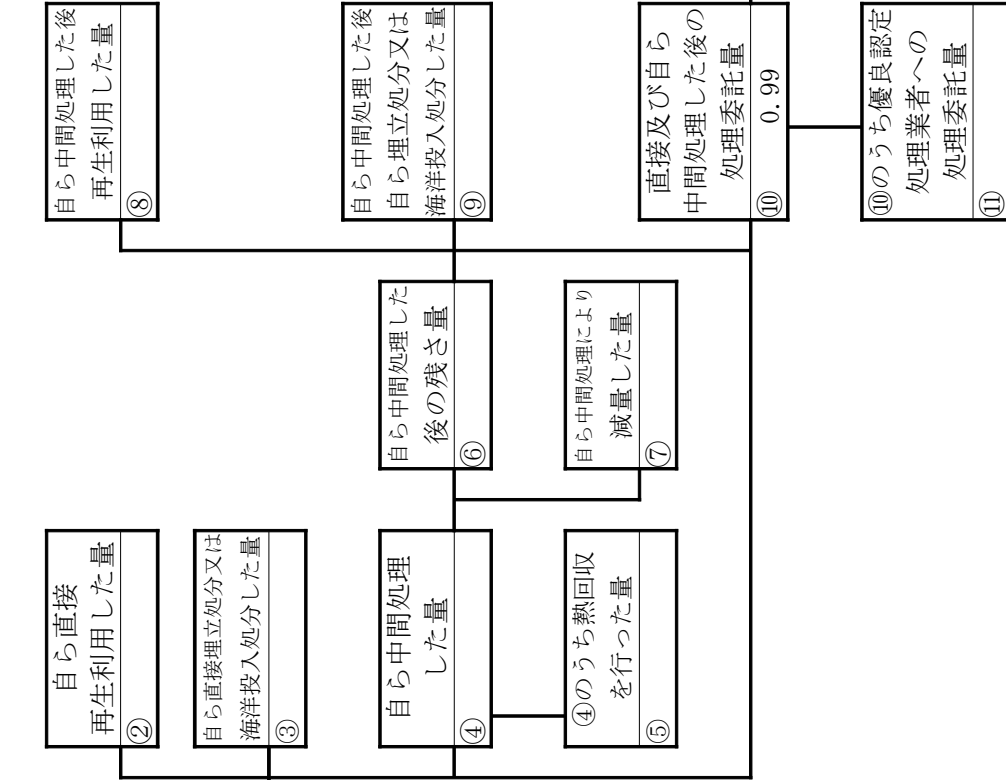 自ら直接
再生利用した量
②
自ら直接埋立処分又は
海洋投入処分した量
③
自ら中間処理
した量
④
④のうち熱回収
を行った量
⑤
自ら中間処理した
後の残さ量
⑥
自ら中間処理により
減量した量
⑦
自ら中間処理した後
再生利用した量
⑧
自ら中間処理した後
自ら埋立処分又は
海洋投入処分した量
⑨
直接及び自ら
中間処理した後の
処理委託量
⑩ 0.99
⑩のうち優良認定
処理業者への
処理委託量
⑪